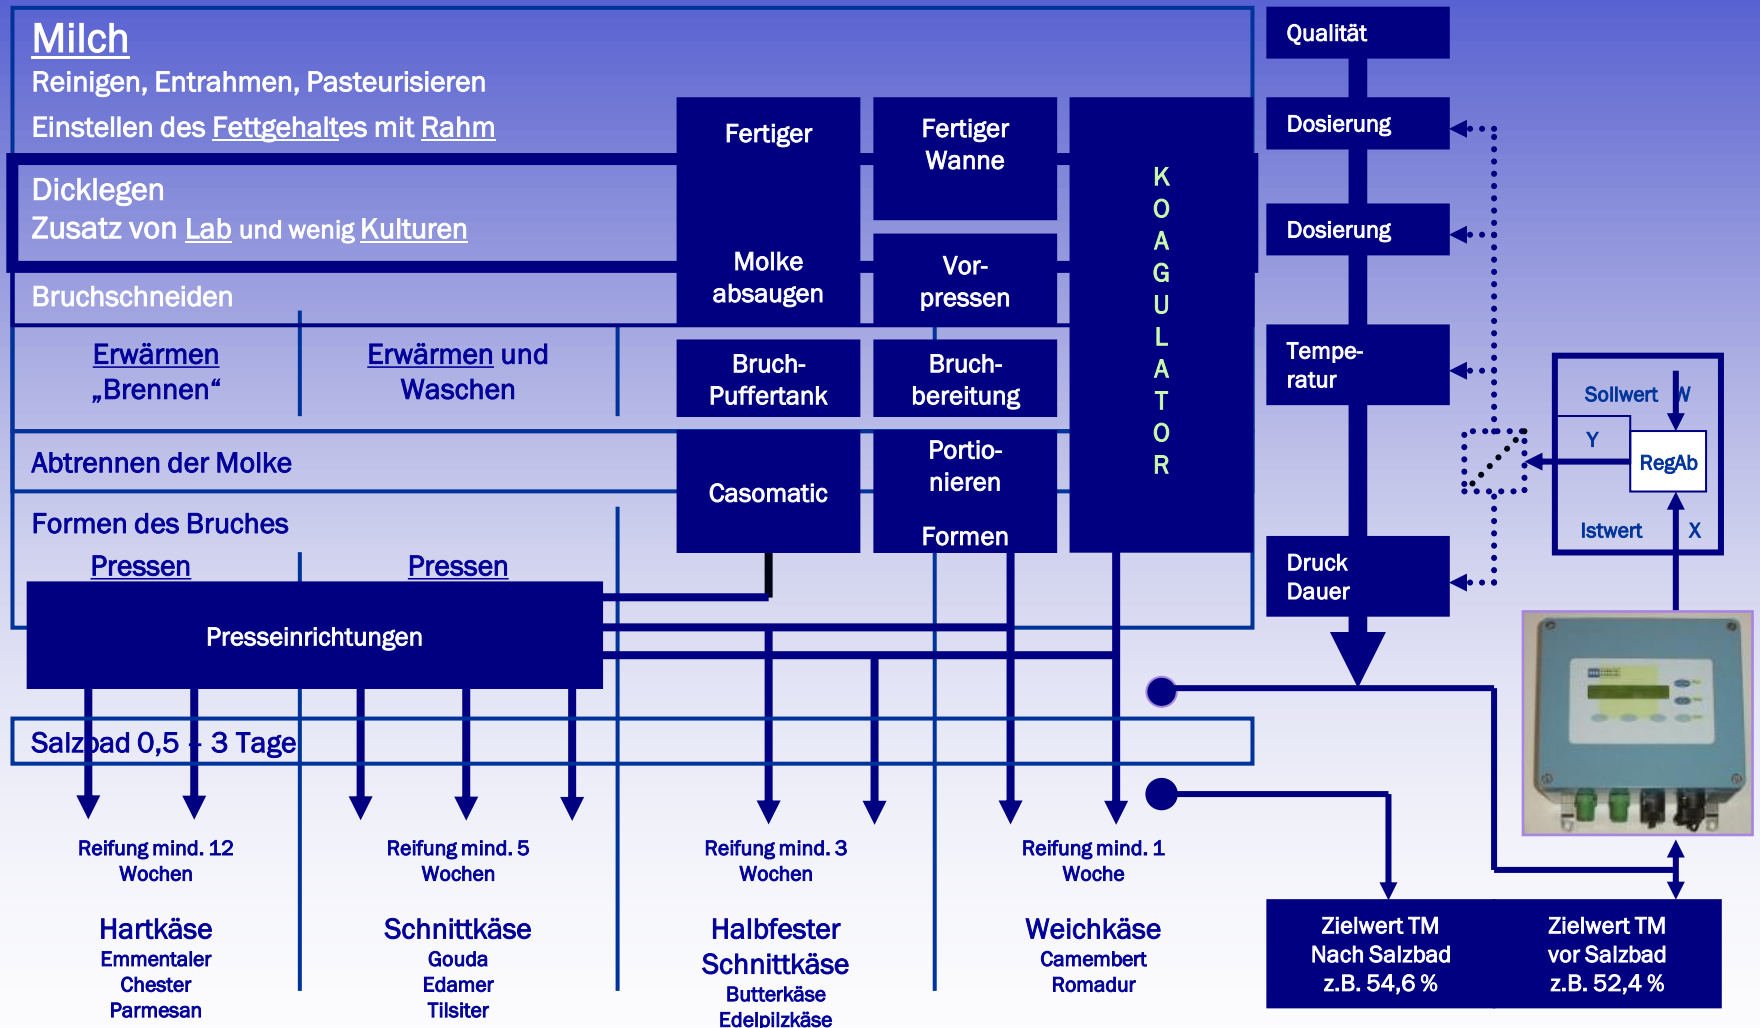 Milch
Reinigen, Entrahmen, Pasteurisieren
Einstellen des Fettgehaltes mit Rahm
Dicklegen
Zusatz von Lab und wenig Kulturen
Bruchschneiden
Erwärmen
„Brennen“
Erwärmen und
Waschen
Abtrennen der Molke
Formen des Bruches
Pressen
Pressen
Presseinrichtungen
Fertiger
Molke
absaugen
Bruch-
Puffertank
Casomatic
Fertiger
Wanne
Vor-
pressen
Bruch-
bereitung
Portio-
nieren
Formen
K
O
A
G
U
L
A
T
O
R
Qualität
Dosierung
Dosierung
Tempe-
ratur
Druck
Dauer
Sollwert W
Y
RegAb
Istwert X
Salzbad 0,5 – 3 Tage
Reifung mind. 12
Wochen
Hartkäse
Emmentaler
Chester
Parmesan
Reifung mind. 5
Wochen
Schnittkäse
Gouda
Edamer
Tilsiter
Reifung mind. 3
Wochen
Halbfester
Schnittkäse
Butterkäse
Edelpilzkäse
Reifung mind. 1
Woche
Weichkäse
Camembert
Romadur
Zielwert TM
Nach Salzbad
z.B. 54,6 %
Zielwert TM
vor Salzbad
z.B. 52,4 %